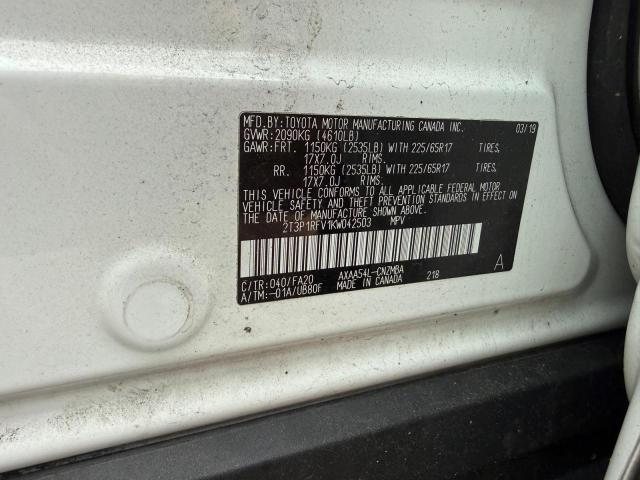 MFD.BY: TOYOTA MOTOR MANUFACTURING CANADA INC. 03/19
GVWR: 2090KG (4610LB)
GAWR: FRT. 1150KG (2535LB) WITH 225/65R17 TIRES,
17X7.0J RIMS.
RR. 1150KG (2535LB) WITH 225/65R17 TIRES,
17X7.0J RIMS.
THIS VEHICLE CONFORMS TO ALL APPLICABLE FEDERAL MOTOR
VEHICLE SAFETY AND THEFT PREVENTION STANDARDS IN EFFECT ON
THE DATE OF MANUFACTURE SHOWN ABOVE.
2T3P1RFV1KW042503 MPV
C/TR: 040/FA20 AXAA54L-CNZMBA 218
A/TM: -01A/UB80F MADE IN CANADA A